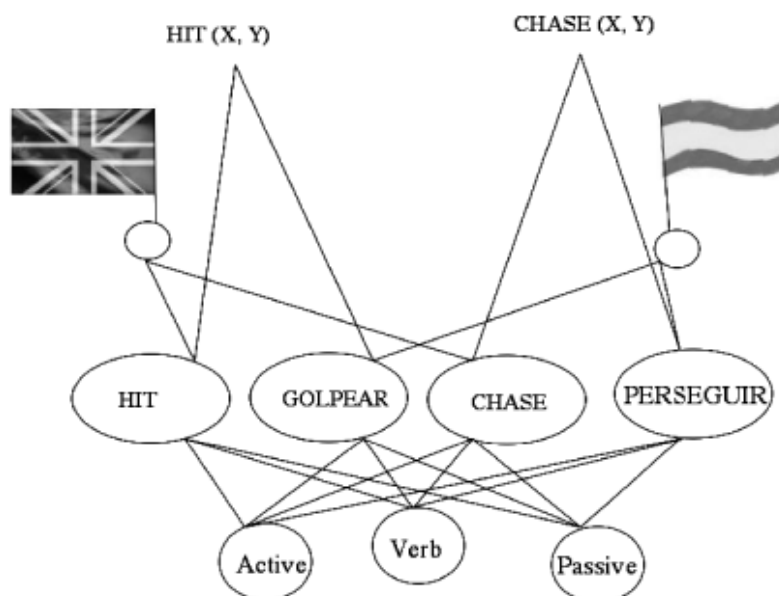 HIT (X, Y)
CHASE (X, Y)
HIT
GOLPEAR
CHASE
PERSEGUIR
Active
Verb
Passive